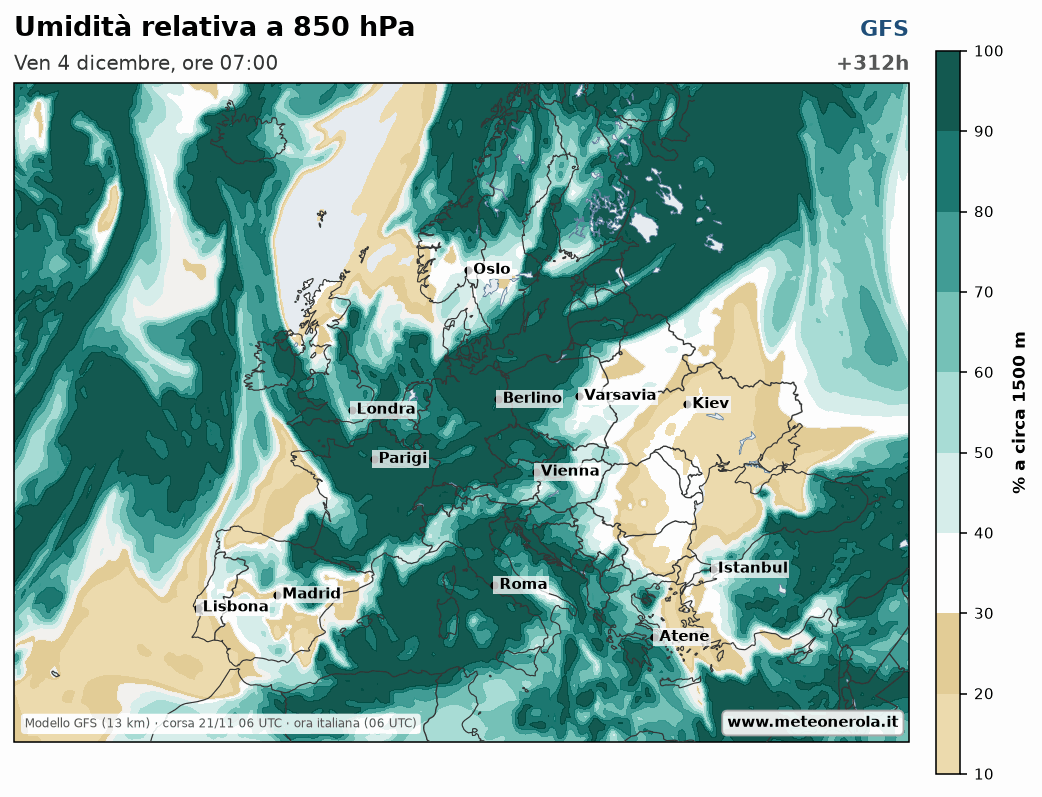 Umidità relativa a 850 hPa
GFS
Ven 4 dicembre, ore 07:00
+312h
100
90
80
70
60
50
40
30
20
10
% a circa 1500 m
Oslo
Berlino
Varsavia
Kiev
Londra
Parigi
Vienna
Istanbul
Roma
Madrid
Lisbona
Atene
Modello GFS (13 km) · corsa 21/11 06 UTC · ora italiana (06 UTC)
www.meteonerola.it